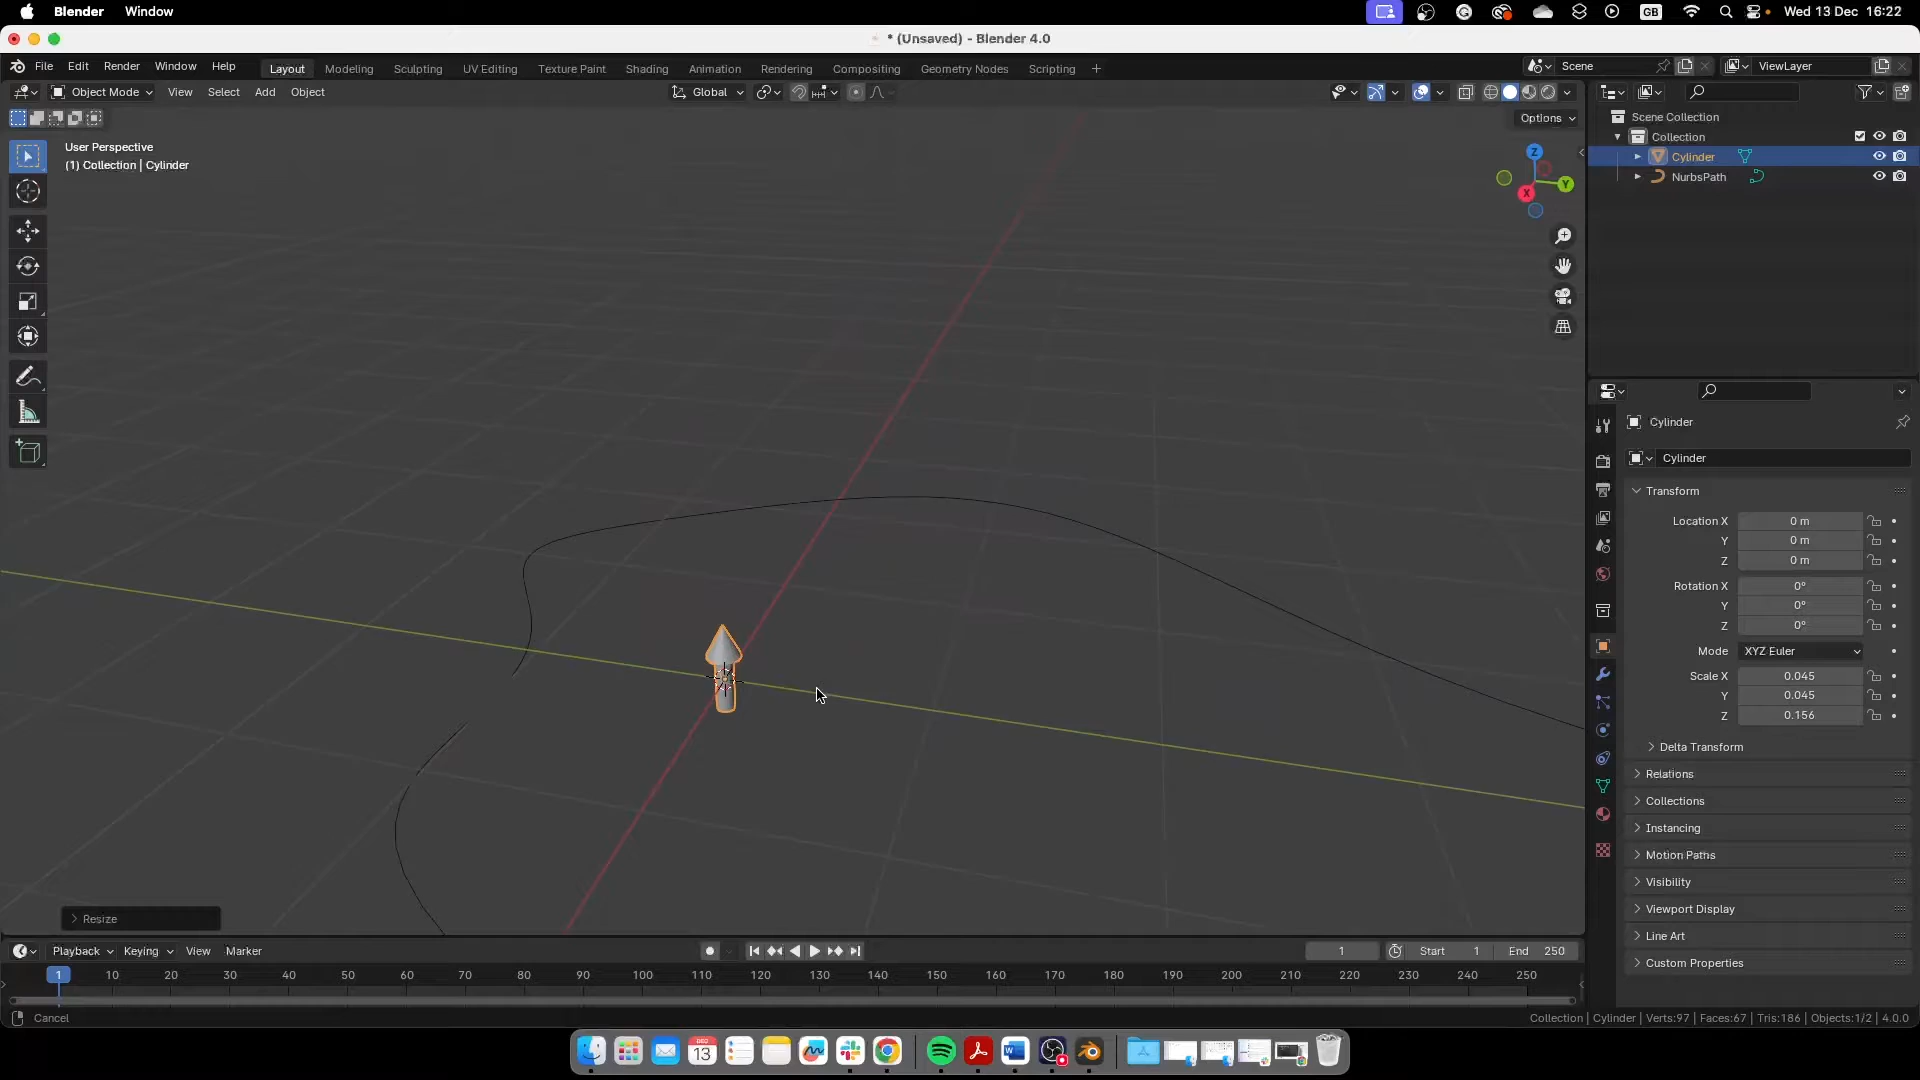 Blender Window
GB Wed 13 Dec 16:22
* (Unsaved) - Blender 4.0
File Edit Render Window Help Layout Modeling Sculpting UV Editing Texture Paint Shading Animation Rendering Compositing Geometry Nodes Scripting + Scene ViewLayer
Object Mode View Select Add Object Global
Options
User Perspective
(1) Collection | Cylinder
Z
Y
X
Scene Collection
Collection
Cylinder
NurbsPath
Cylinder
Cylinder
Transform
Location X 0 m
Y 0 m
Z 0 m
Rotation X 0°
Y 0°
Z 0°
Mode XYZ Euler
Scale X 0.045
Y 0.045
Z 0.156
Delta Transform
Relations
Collections
Instancing
Motion Paths
Visibility
Viewport Display
Line Art
Custom Properties
Resize
Playback Keying View Marker 1 Start 1 End 250
1 10 20 30 40 50 60 70 80 90 100 110 120 130 140 150 160 170 180 190 200 210 220 230 240 250
Cancel
Collection | Cylinder | Verts:97 | Faces:67 | Tris:186 | Objects:1/2 | 4.0.0
DEC
13